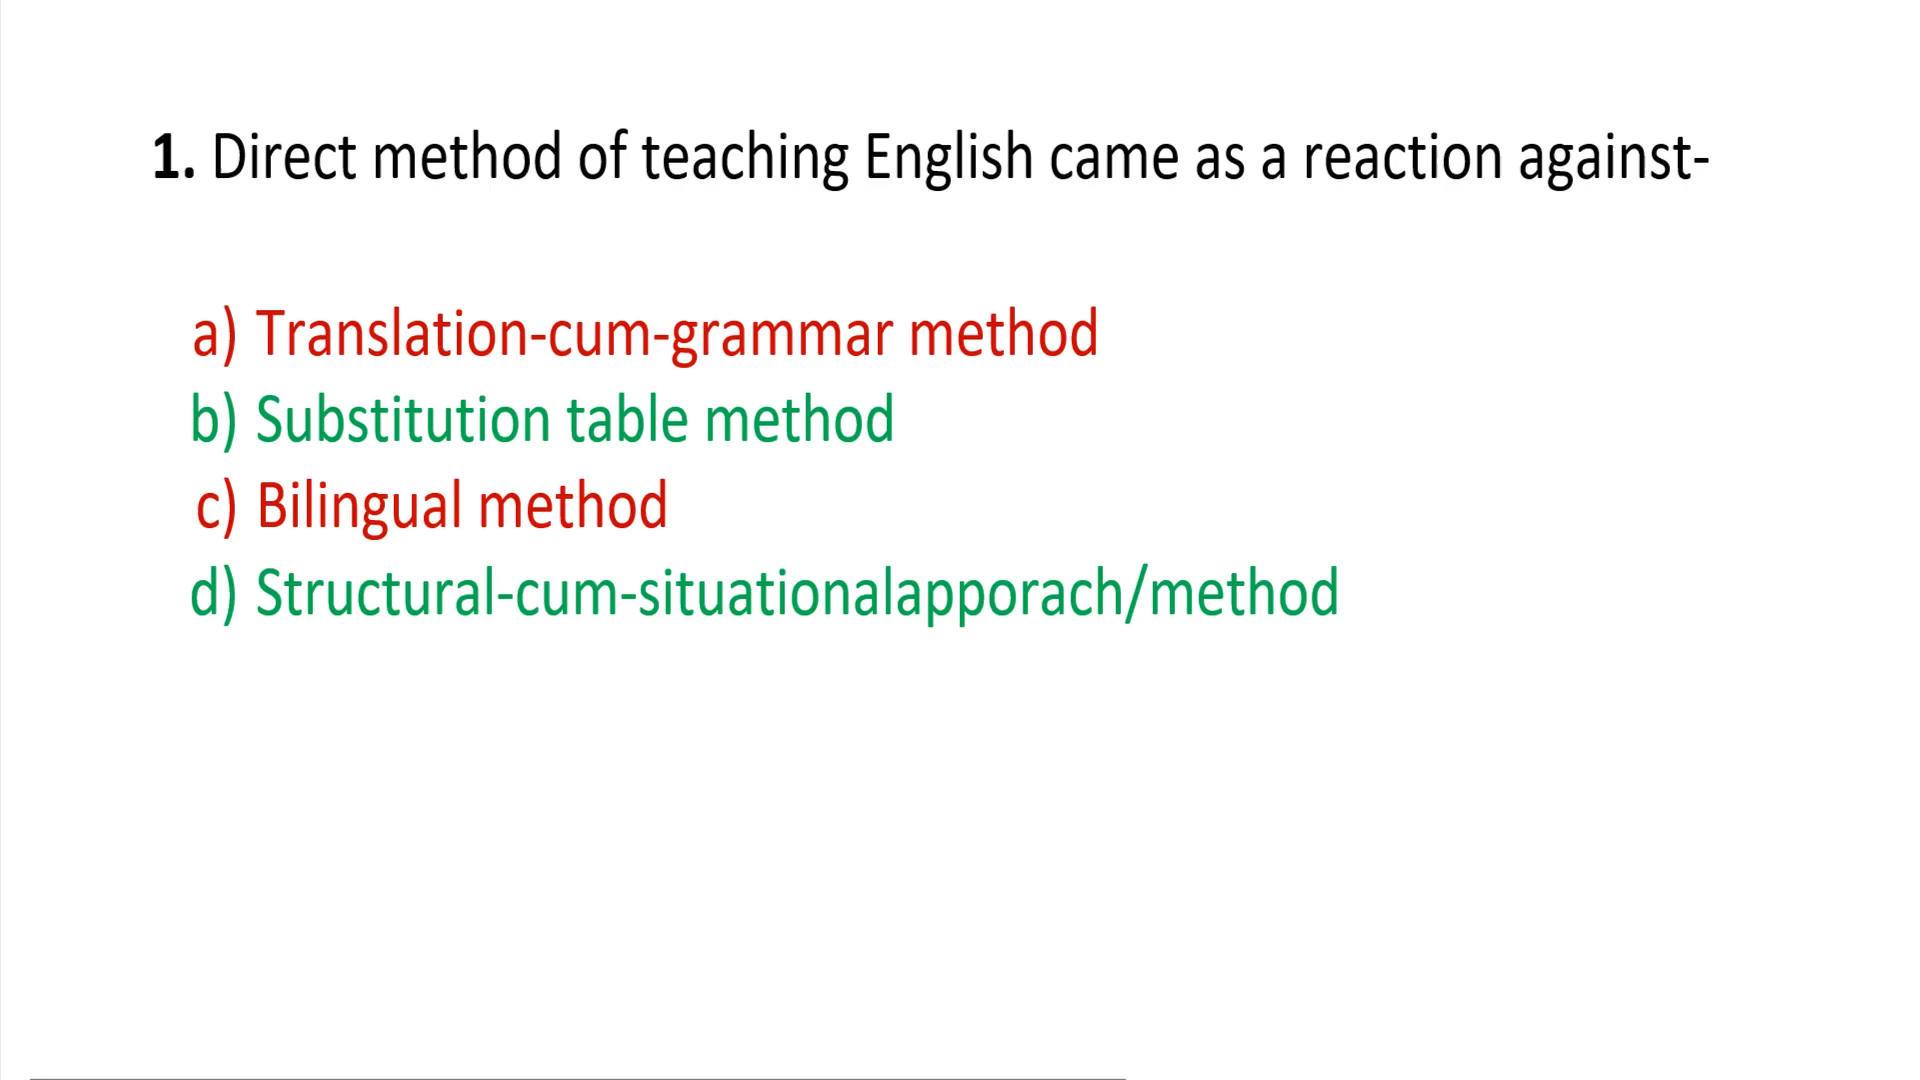 1. Direct method of teaching English came as a reaction against-
a) Translation-cum-grammar method
b) Substitution table method
c) Bilingual method
d) Structural-cum-situationalapporach/method